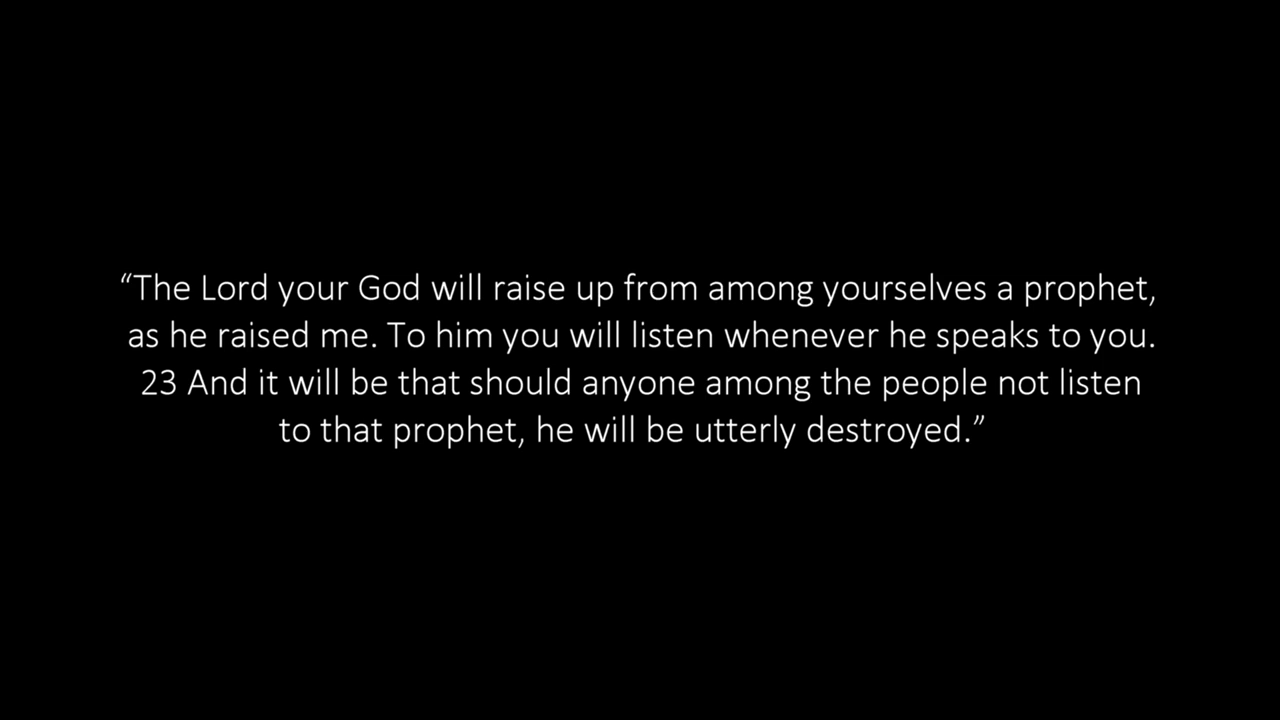 “The Lord your God will raise up from among yourselves a prophet,
as he raised me. To him you will listen whenever he speaks to you.
23 And it will be that should anyone among the people not listen
to that prophet, he will be utterly destroyed.”